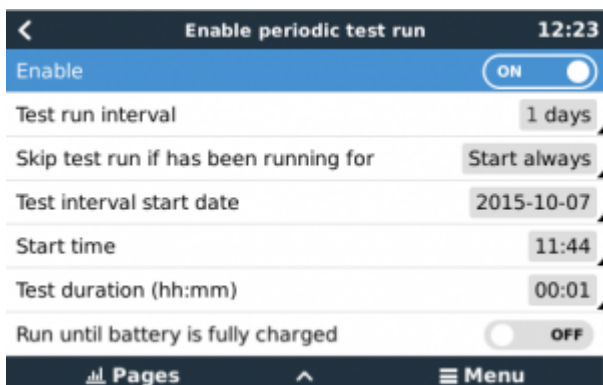 Enable periodic test run 12:23
Enable ON
Test run interval 1 days
Skip test run if has been running for Start always
Test interval start date 2015-10-07
Start time 11:44
Test duration (hh:mm) 00:01
Run until battery is fully charged OFF
Pages Menu